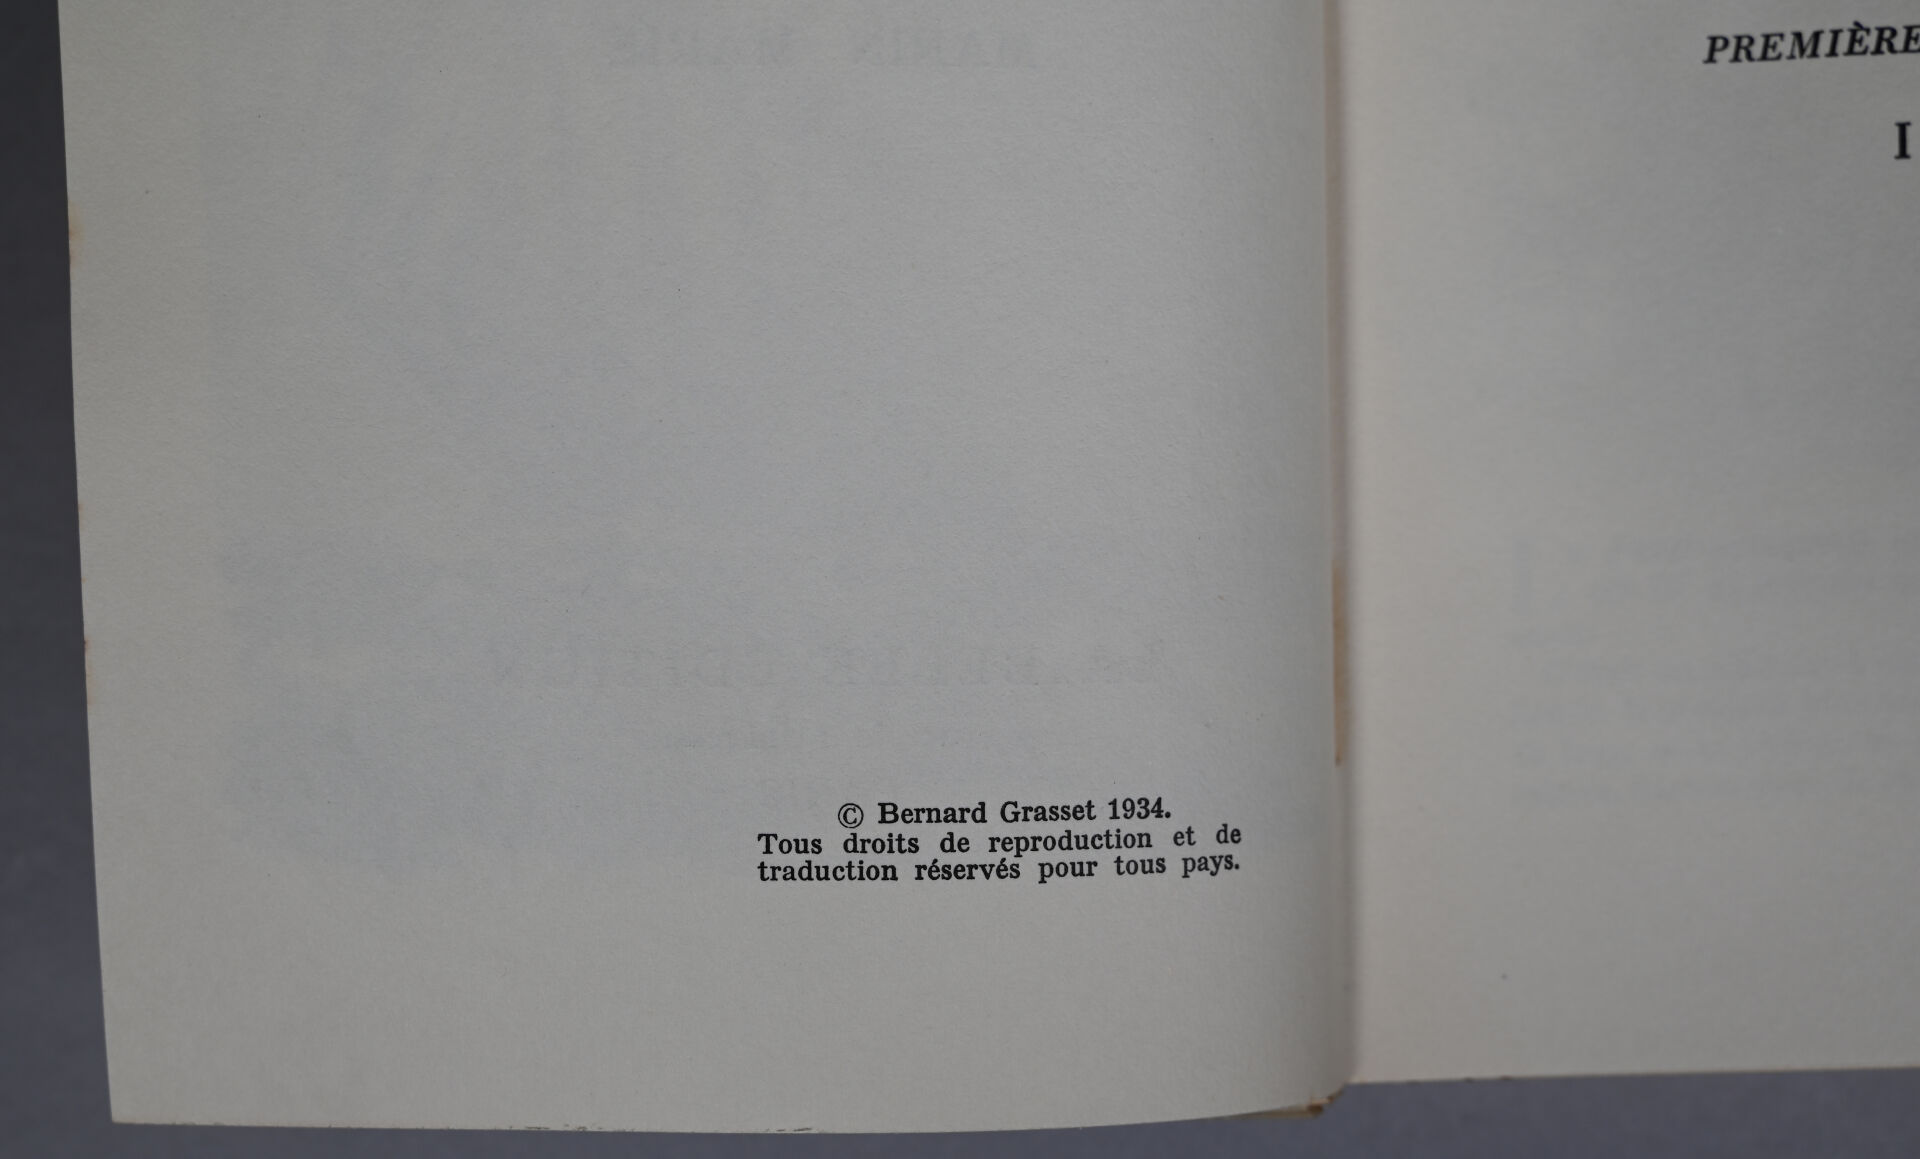 © Bernard Grasset 1934.
Tous droits de reproduction et de
traduction réservés pour tous pays.
PREMIÈRE
I